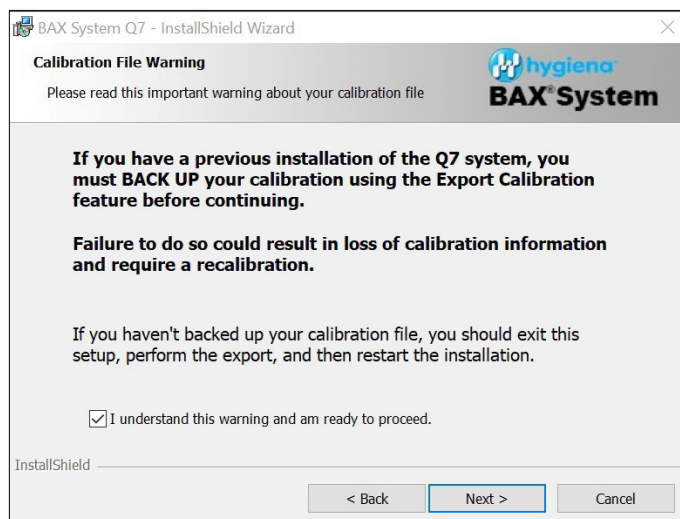 BAX System Q7 - InstallShield Wizard
Calibration File Warning
Please read this important warning about your calibration file
hygiena
BAX® System
If you have a previous installation of the Q7 system, you
must BACK UP your calibration using the Export Calibration
feature before continuing.
Failure to do so could result in loss of calibration information
and require a recalibration.
If you haven't backed up your calibration file, you should exit this
setup, perform the export, and then restart the installation.
I understand this warning and am ready to proceed.
InstallShield
< Back
Next >
Cancel